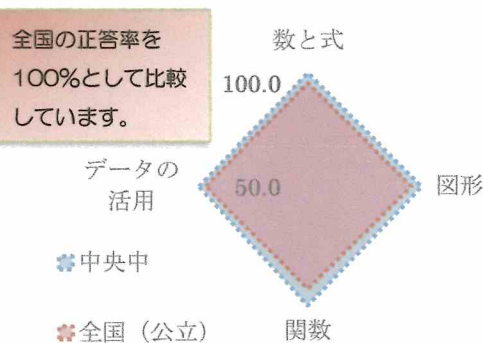 全国の正答率を
100%として比較
しています。
数と式
100.0
データの
活用
50.0
図形
中央中
全国（公立）
関数